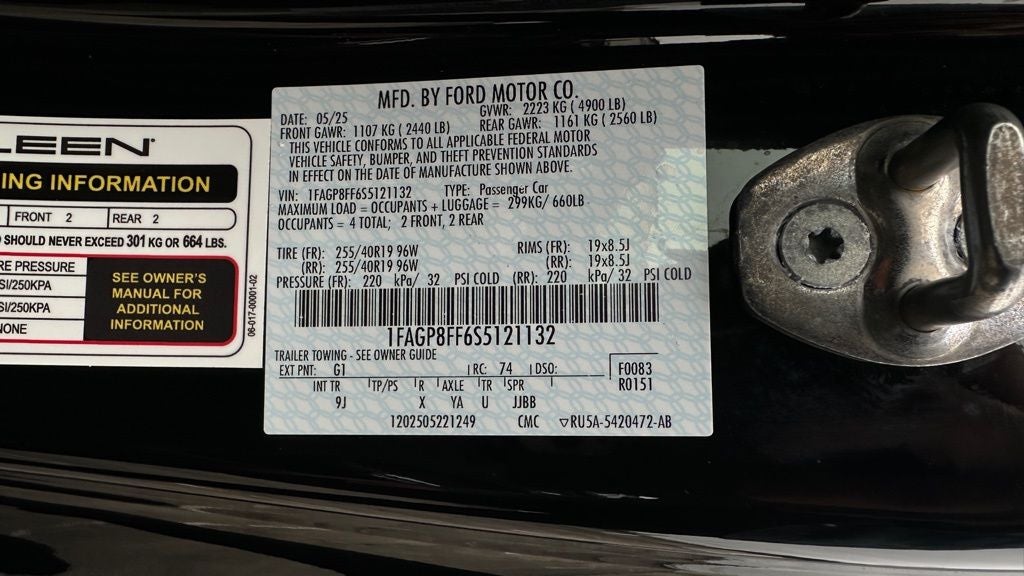 LEEN
ING INFORMATION
FRONT 2 REAR 2
SHOULD NEVER EXCEED 301 KG OR 664 LBS.
RE PRESSURE
SI/250KPA
SI/250KPA
NONE
SEE OWNER'S
MANUAL FOR
ADDITIONAL
INFORMATION
06-017-00001-02
MFD. BY FORD MOTOR CO.
DATE: 05/25 GVWR: 2223 KG ( 4900 LB)
FRONT GAWR: 1107 KG ( 2440 LB) REAR GAWR: 1161 KG ( 2560 LB)
THIS VEHICLE CONFORMS TO ALL APPLICABLE FEDERAL MOTOR
VEHICLE SAFETY, BUMPER, AND THEFT PREVENTION STANDARDS
IN EFFECT ON THE DATE OF MANUFACTURE SHOWN ABOVE.
VIN: 1FAGP8FF6S5121132 TYPE: Passenger Car
MAXIMUM LOAD = OCCUPANTS + LUGGAGE = 299KG/ 660LB
OCCUPANTS = 4 TOTAL; 2 FRONT, 2 REAR
TIRE (FR): 255/40R19 96W RIMS (FR): 19x8.5J
(RR): 255/40R19 96W (RR): 19x8.5J
PRESSURE (FR): 220 kPa/ 32 PSI COLD (RR): 220 kPa/ 32 PSI COLD
1FAGP8FF6S5121132
TRAILER TOWING - SEE OWNER GUIDE
EXT PNT: G1 RC: 74 DSO: F0083
R0151
INT TR TP/PS R AXLE TR SPR
9J X YA U JJBB
1202505221249 CMC ▽RU5A-5420472-AB